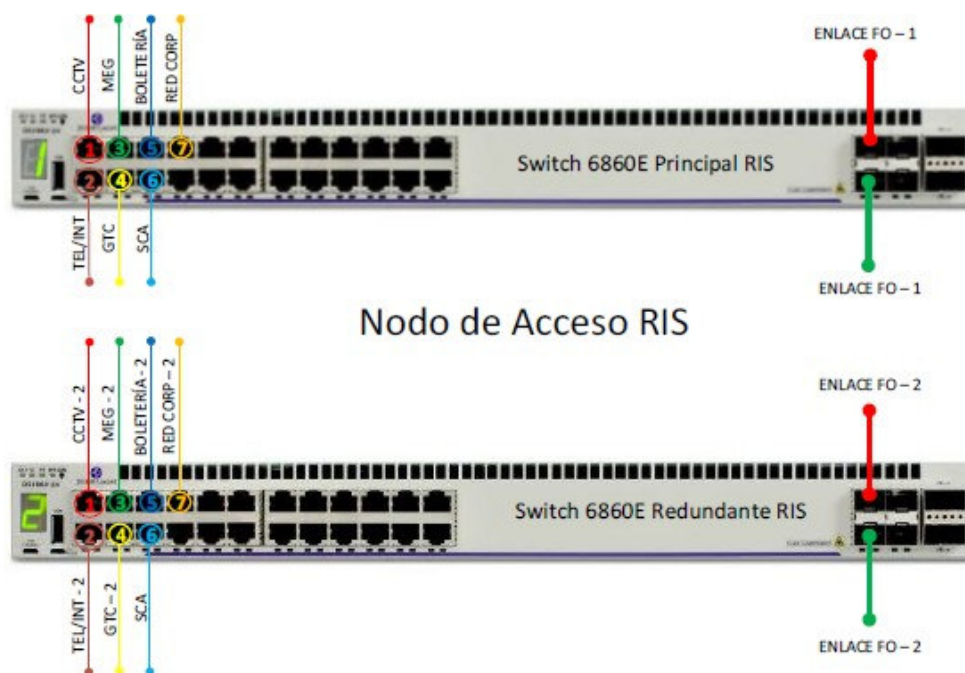 CCTV
MEG
BOLETERÍA
RED CORP
ENLACE FO – 1
1
1
3
5
7
2
4
6
Switch 6860E Principal RIS
TEL/INT
GTC
SCA
ENLACE FO – 1
Nodo de Acceso RIS
CCTV - 2
MEG - 2
BOLETERÍA - 2
RED CORP – 2
ENLACE FO – 2
2
1
3
5
7
2
4
6
Switch 6860E Redundante RIS
TEL/INT - 2
GTC – 2
SCA
ENLACE FO – 2